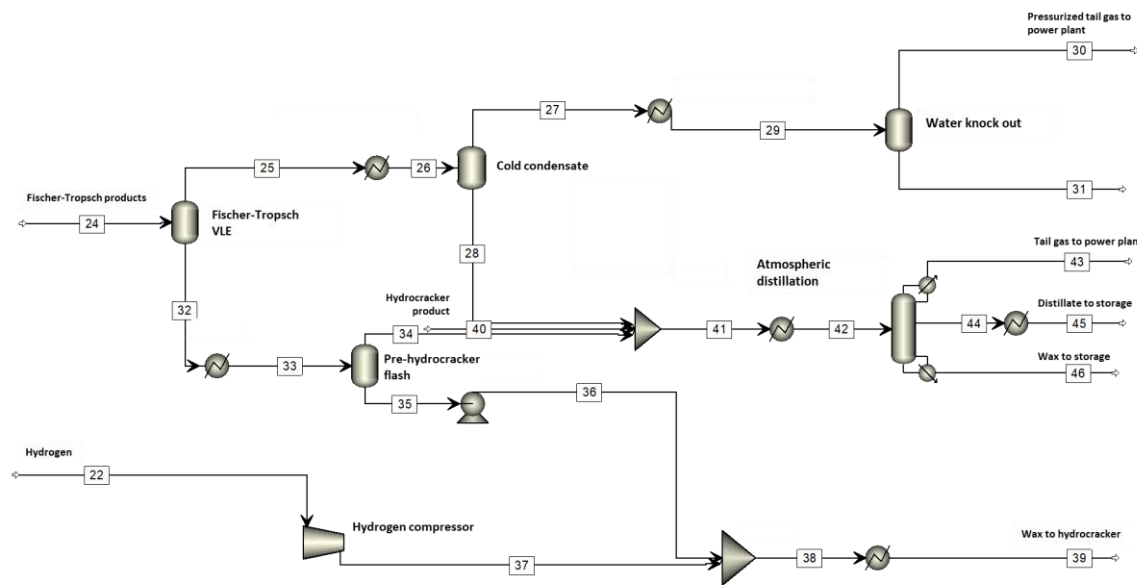 Pressurized tail gas to
power plant
30
27
29
Water knock out
25
26
Cold condensate
Fischer-Tropsch products
24
Fischer-Tropsch
VLE
31
28
Tail gas to power plant
43
Atmospheric
distillation
Hydrocracker
product
32
34
40
41
42
44
Distillate to storage
45
33
Pre-hydrocracker
flash
Wax to storage
46
35
36
Hydrogen
22
Hydrogen compressor
37
38
Wax to hydrocracker
39